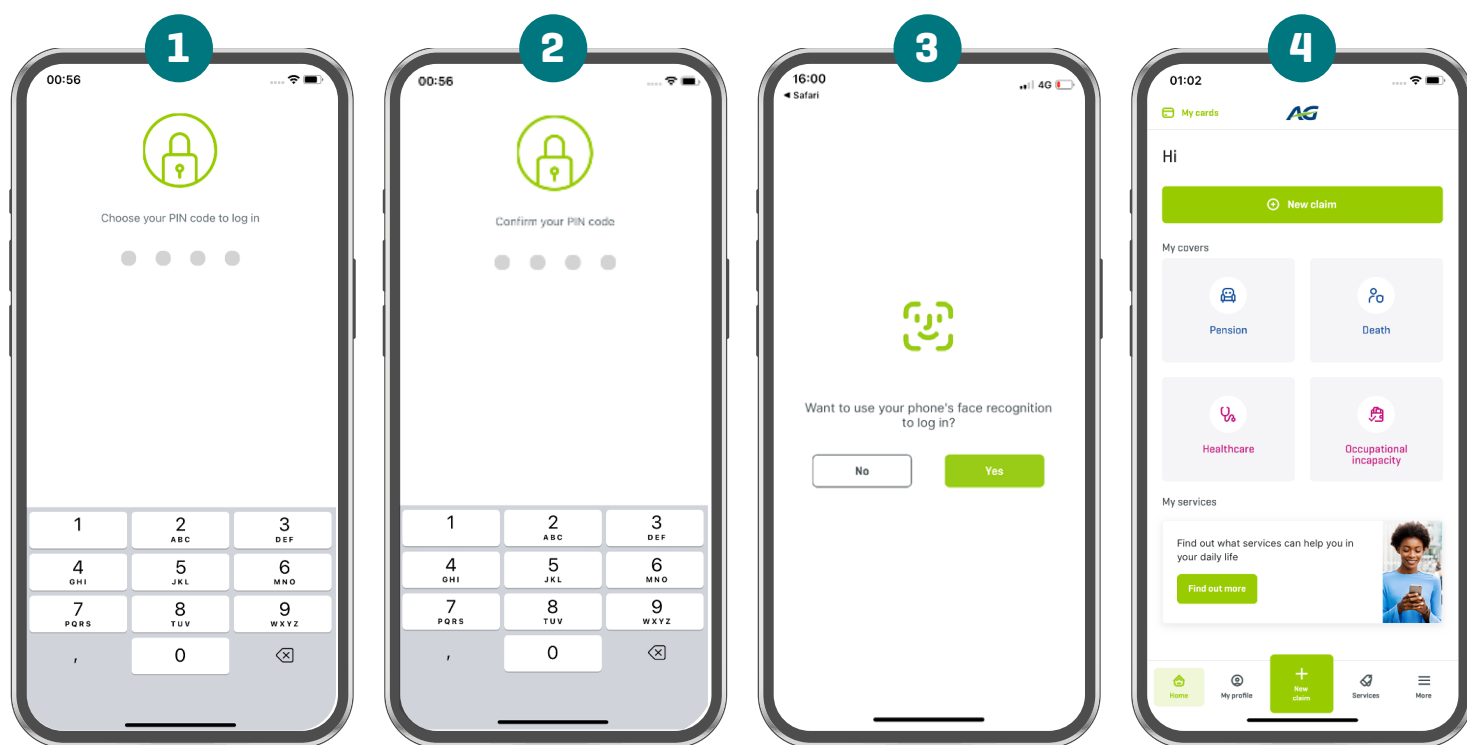 1
00:56
Choose your PIN code to log in
1
2
ABC
3
DEF
4
GHI
5
JKL
6
MNO
7
PQRS
8
TUV
9
WXYZ
,
0
2
00:56
Confirm your PIN code
1
2
ABC
3
DEF
4
GHI
5
JKL
6
MNO
7
PQRS
8
TUV
9
WXYZ
,
0
3
16:00
4G
◀ Safari
Want to use your phone's face recognition
to log in?
No
Yes
4
01:02
My cards
AG
Hi
New claim
My covers
Pension
Death
Healthcare
Occupational
incapacity
My services
Find out what services can help you in
your daily life
Find out more
Home
My profile
New
claim
Services
More